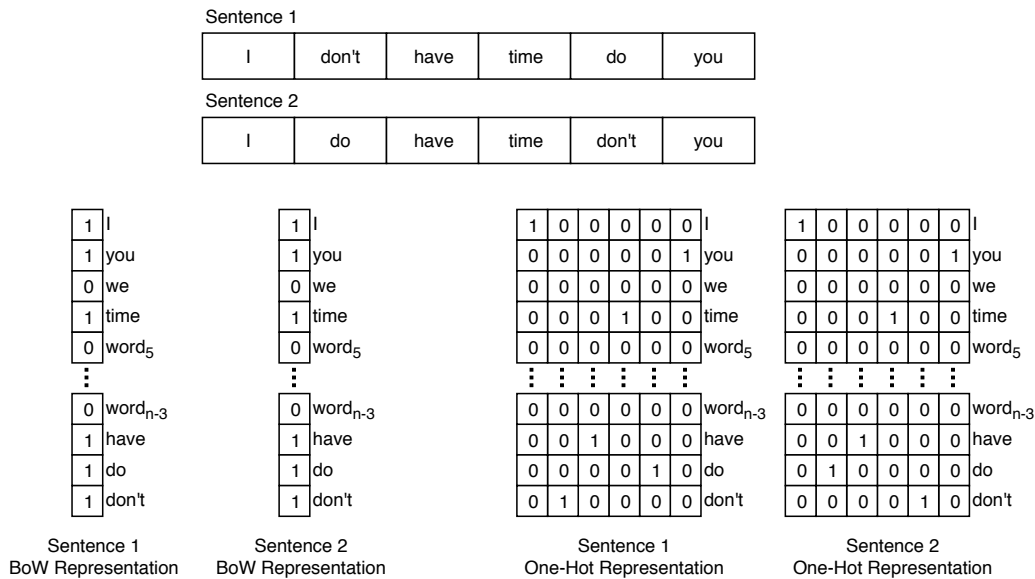 Sentence 1
I don't have time do you
Sentence 2
I do have time don't you
1 I 1 I 1 0 0 0 0 0 I 1 0 0 0 0 0 I
1 you 1 you 0 0 0 0 0 1 you 0 0 0 0 0 1 you
0 we 0 we 0 0 0 0 0 0 we 0 0 0 0 0 0 we
1 time 1 time 0 0 0 1 0 0 time 0 0 0 1 0 0 time
0 word5 0 word5 0 0 0 0 0 0 word5 0 0 0 0 0 0 word5
0 wordn-3 0 wordn-3 0 0 0 0 0 0 wordn-3 0 0 0 0 0 0 wordn-3
1 have 1 have 0 0 1 0 0 0 have 0 0 1 0 0 0 have
1 do 1 do 0 0 0 0 1 0 do 0 1 0 0 0 0 do
1 don't 1 don't 0 1 0 0 0 0 don't 0 0 0 0 1 0 don't
Sentence 1 Sentence 2 Sentence 1 Sentence 2
BoW Representation BoW Representation One-Hot Representation One-Hot Representation